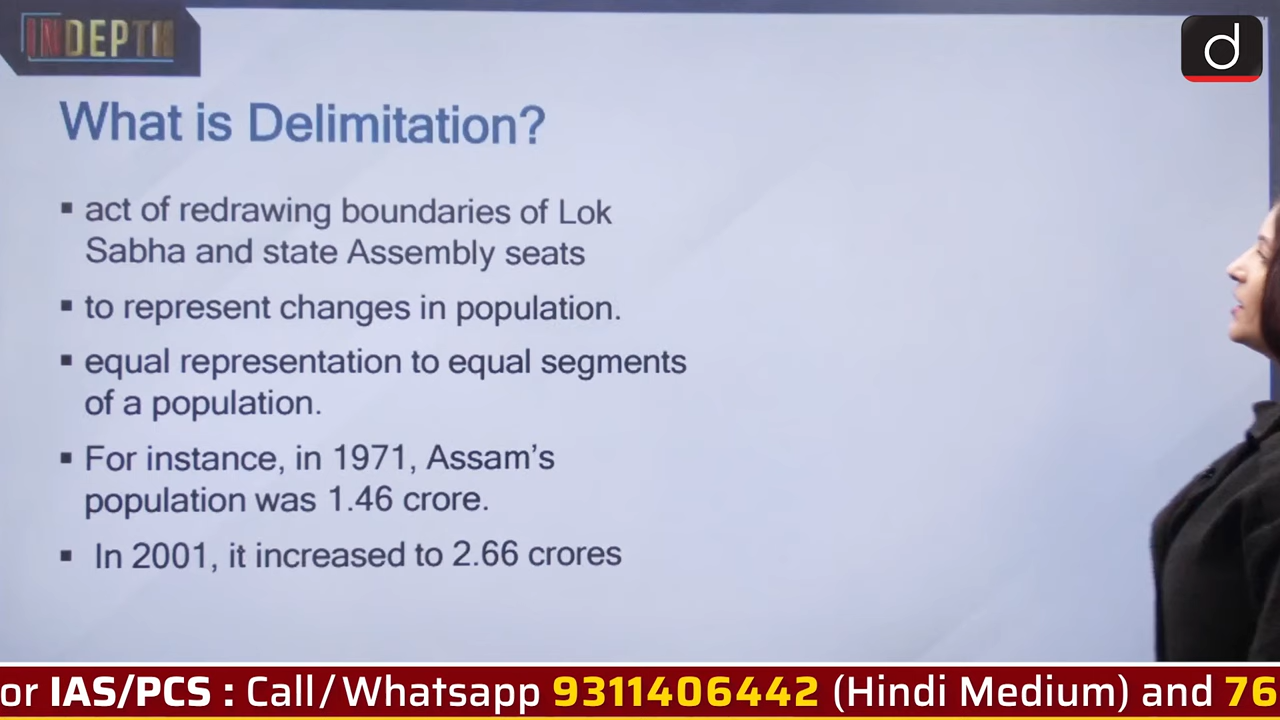 INDEPTH
d
What is Delimitation?
▪ act of redrawing boundaries of Lok
Sabha and state Assembly seats
▪ to represent changes in population.
▪ equal representation to equal segments
of a population.
▪ For instance, in 1971, Assam’s
population was 1.46 crore.
▪ In 2001, it increased to 2.66 crores
or IAS/PCS : Call/Whatsapp 9311406442 (Hindi Medium) and 76